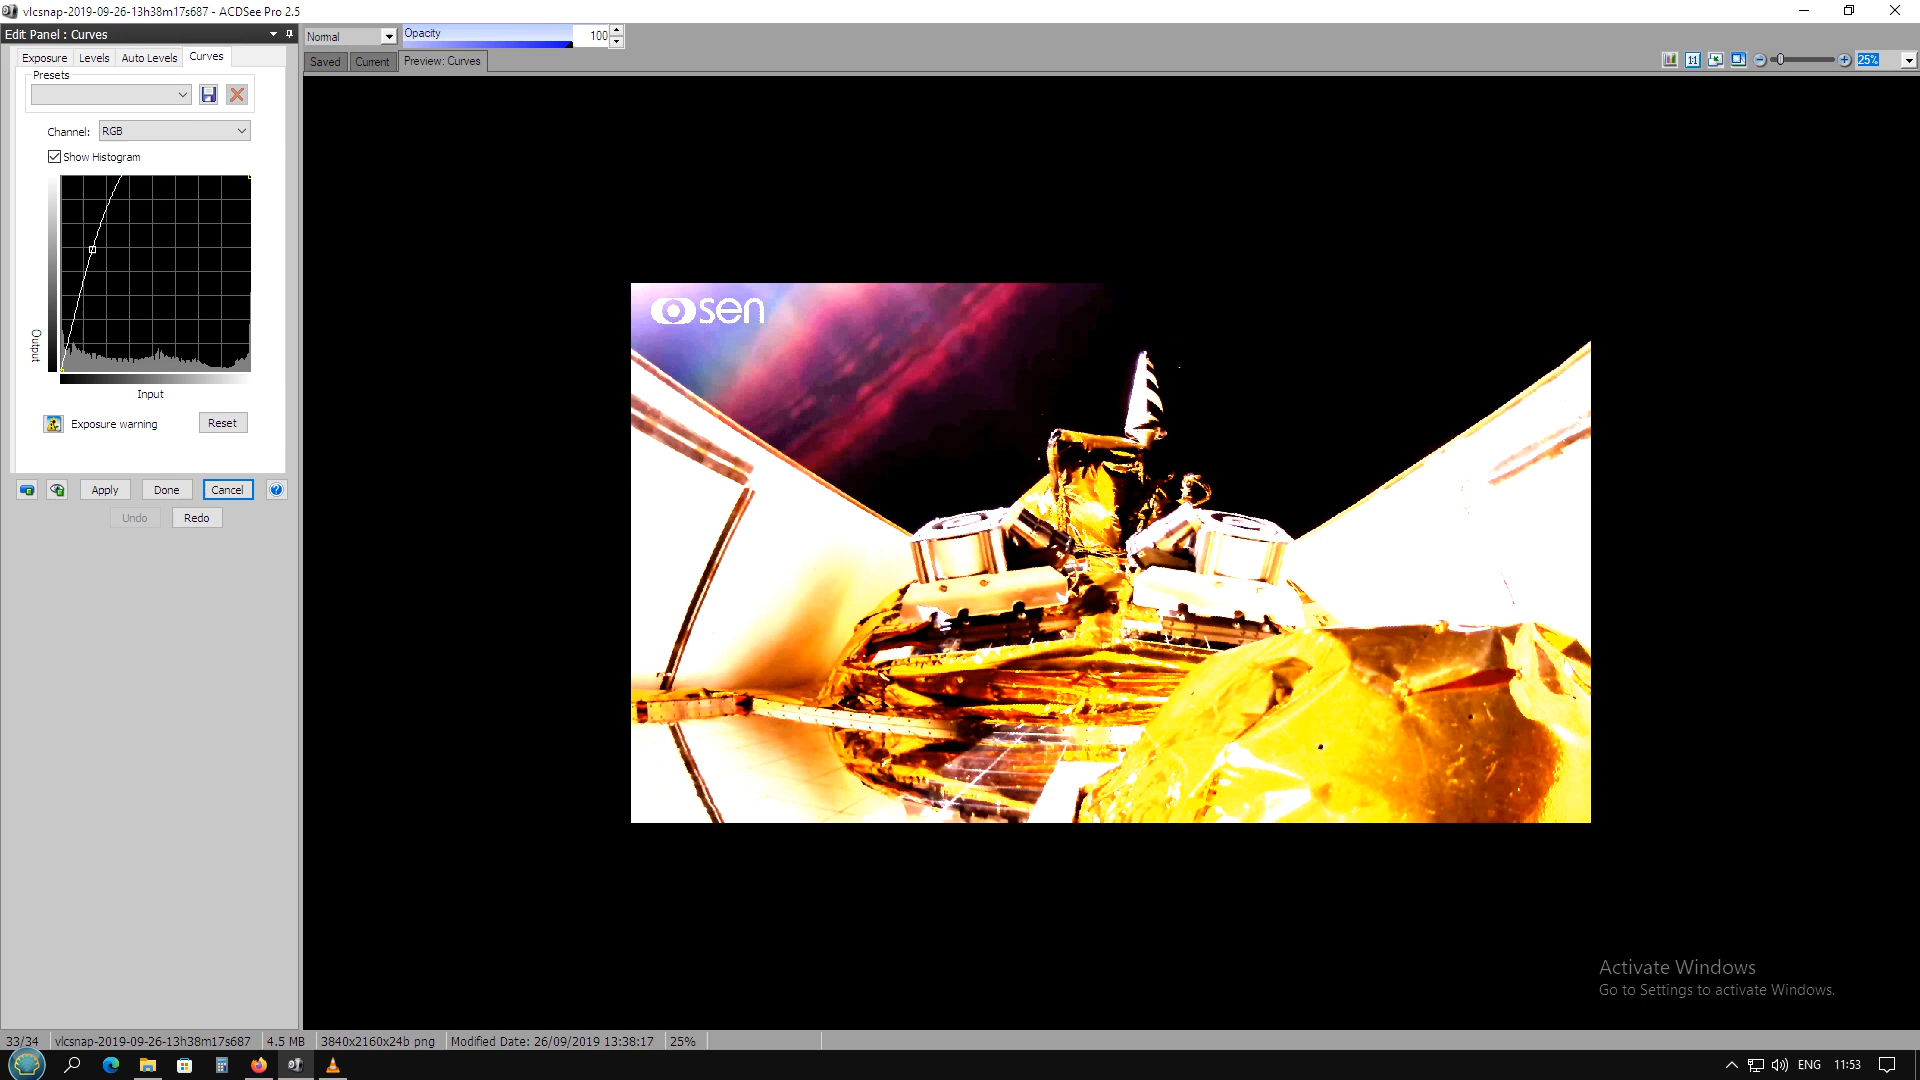 vlcsnap-2019-09-26-13h38m17s687 - ACDSee Pro 2.5
Edit Panel : Curves
Normal
Opacity
100
Exposure
Levels
Auto Levels
Curves
Saved
Current
Preview: Curves
25%
Presets
Channel:
RGB
Show Histogram
Output
Input
Exposure warning
Reset
Apply
Done
Cancel
Undo
Redo
sen
Activate Windows
Go to Settings to activate Windows.
33/34
vlcsnap-2019-09-26-13h38m17s687
4.5 MB
3840x2160x24b png
Modified Date: 26/09/2019 13:38:17
25%
ENG
11:53